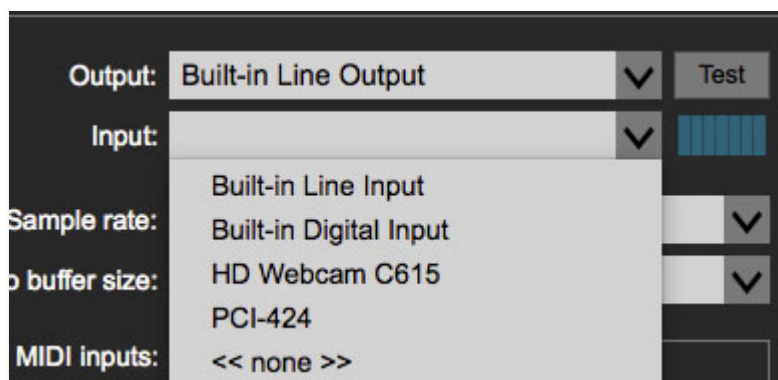 Output: Built-in Line Output Test
Input:
Built-in Line Input
Sample rate: Built-in Digital Input
buffer size: HD Webcam C615
PCI-424
MIDI inputs: << none >>